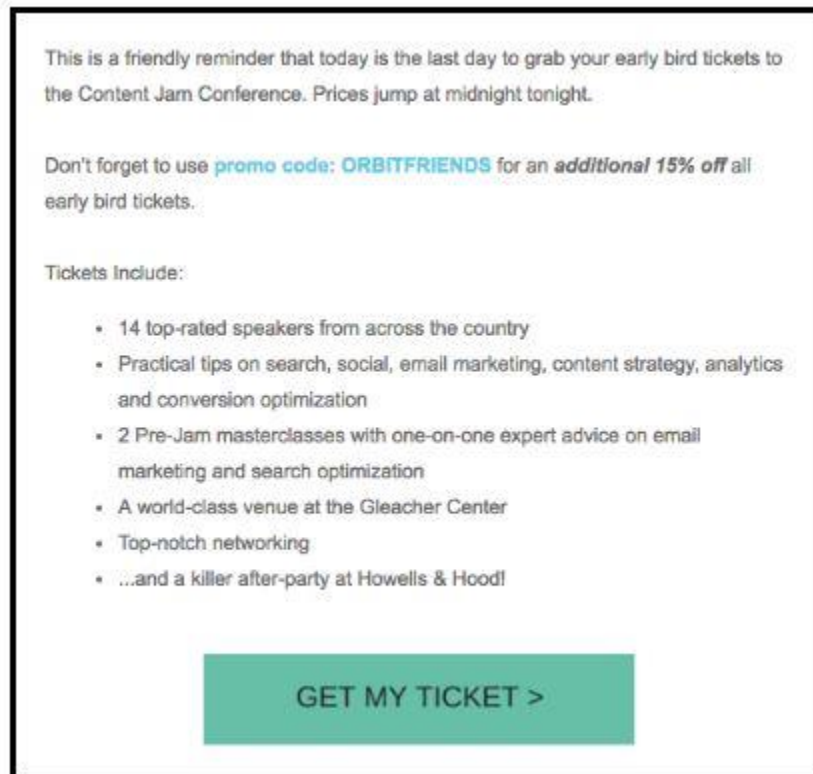 This is a friendly reminder that today is the last day to grab your early bird tickets to
the Content Jam Conference. Prices jump at midnight tonight.
Don't forget to use promo code: ORBITFRIENDS for an additional 15% off all
early bird tickets.
Tickets Include:
• 14 top-rated speakers from across the country
• Practical tips on search, social, email marketing, content strategy, analytics
and conversion optimization
• 2 Pre-Jam masterclasses with one-on-one expert advice on email
marketing and search optimization
• A world-class venue at the Gleacher Center
• Top-notch networking
• ...and a killer after-party at Howells & Hood!
GET MY TICKET >